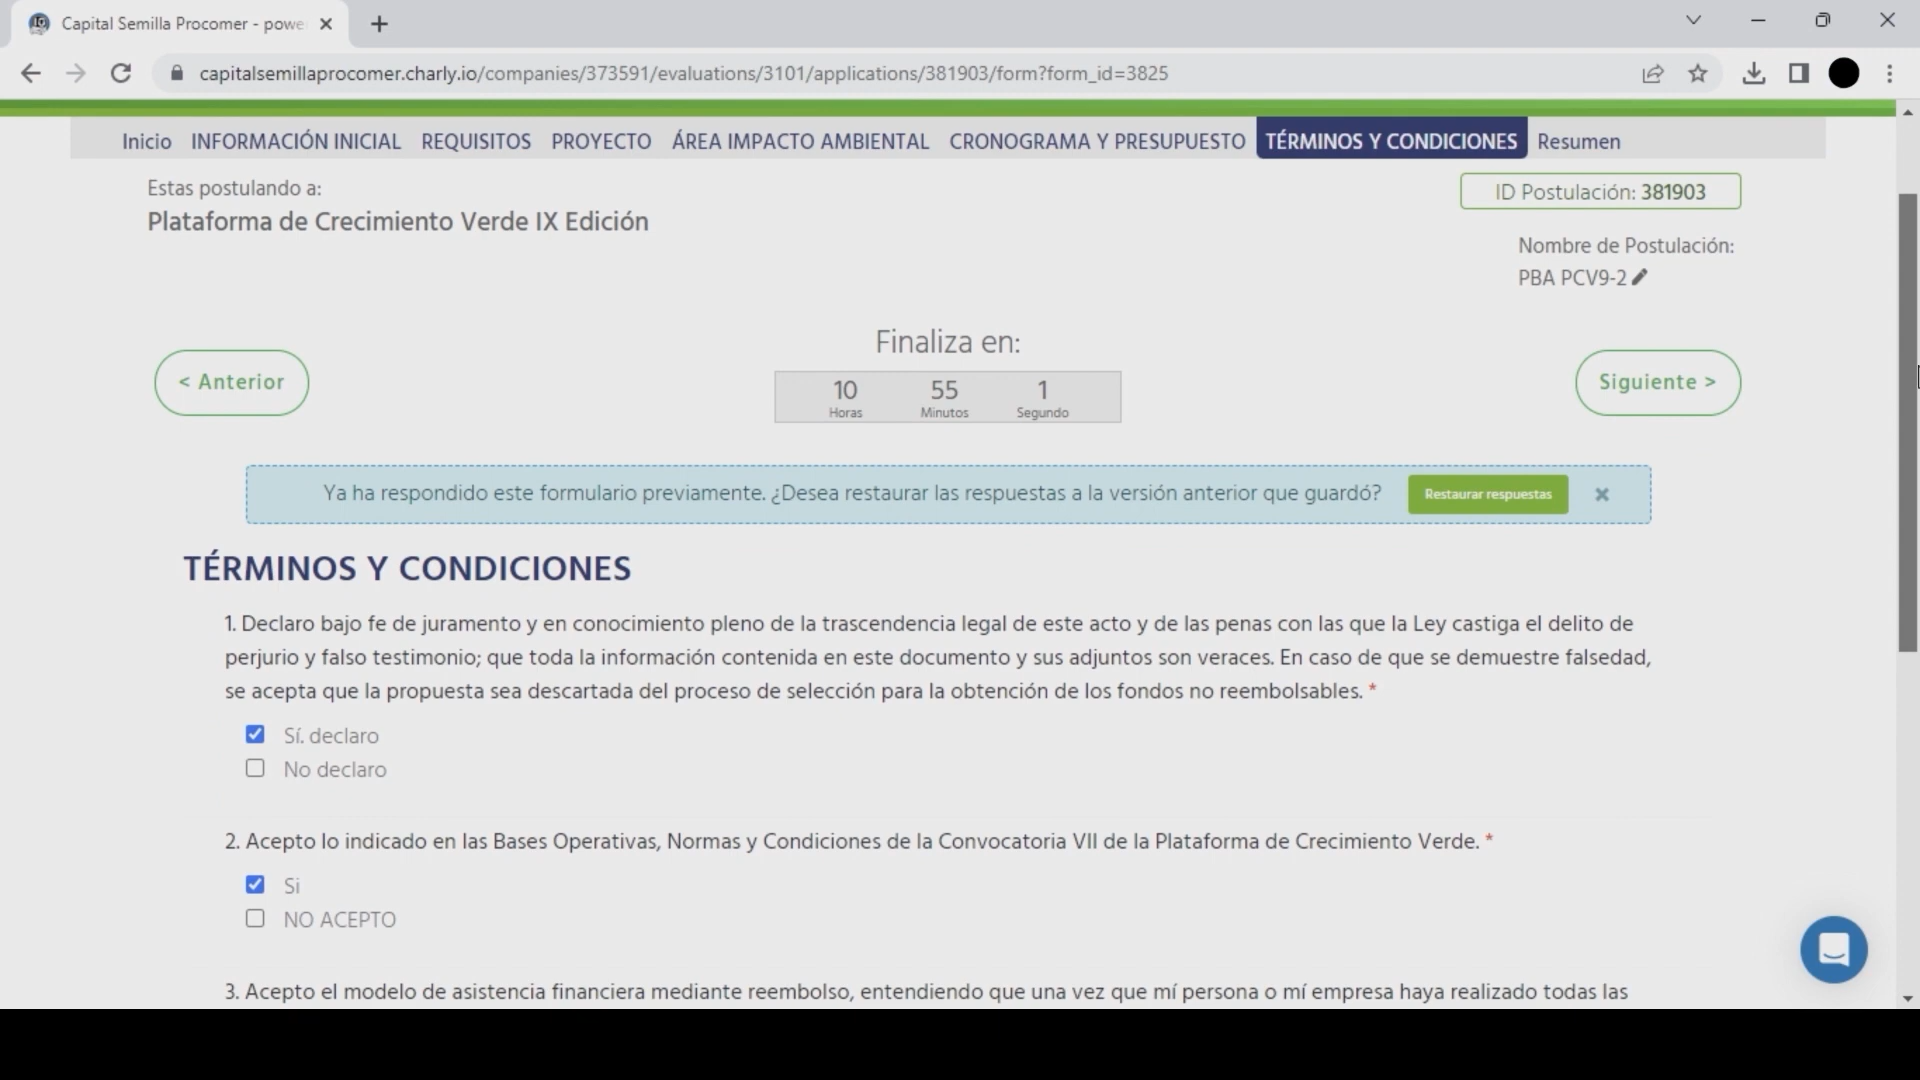 Capital Semilla Procomer - powe
capitalsemillaprocomer.charly.io/companies/373591/evaluations/3101/applications/381903/form?form_id=3825
Inicio INFORMACIÓN INICIAL REQUISITOS PROYECTO ÁREA IMPACTO AMBIENTAL CRONOGRAMA Y PRESUPUESTO TÉRMINOS Y CONDICIONES Resumen
Estas postulando a:
Plataforma de Crecimiento Verde IX Edición
ID Postulación: 381903
Nombre de Postulación:
PBA PCV9-2
Finaliza en:
< Anterior
10 55 1
Horas Minutos Segundo
Siguiente >
Ya ha respondido este formulario previamente. ¿Desea restaurar las respuestas a la versión anterior que guardó? Restaurar respuestas ×
TÉRMINOS Y CONDICIONES
1. Declaro bajo fe de juramento y en conocimiento pleno de la trascendencia legal de este acto y de las penas con las que la Ley castiga el delito de
perjurio y falso testimonio; que toda la información contenida en este documento y sus adjuntos son veraces. En caso de que se demuestre falsedad,
se acepta que la propuesta sea descartada del proceso de selección para la obtención de los fondos no reembolsables. *
Sí. declaro
No declaro
2. Acepto lo indicado en las Bases Operativas, Normas y Condiciones de la Convocatoria VII de la Plataforma de Crecimiento Verde. *
Si
NO ACEPTO
3. Acepto el modelo de asistencia financiera mediante reembolso, entendiendo que una vez que mí persona o mí empresa haya realizado todas las